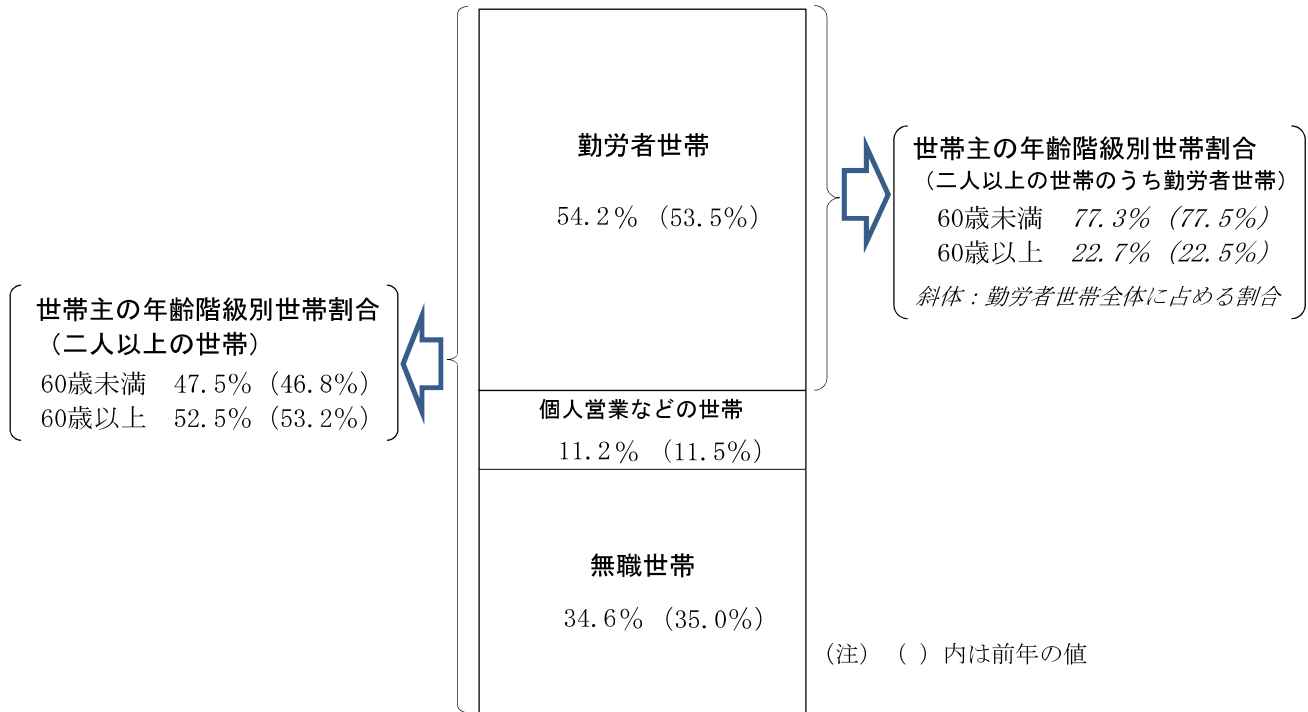 勤労者世帯
54.2% (53.5%)
世帯主の年齢階級別世帯割合
（二人以上の世帯のうち勤労者世帯）
60歳未満 77.3% (77.5%)
60歳以上 22.7% (22.5%)
斜体：勤労者世帯全体に占める割合
世帯主の年齢階級別世帯割合
（二人以上の世帯）
60歳未満 47.5% (46.8%)
60歳以上 52.5% (53.2%)
個人営業などの世帯
11.2% (11.5%)
無職世帯
34.6% (35.0%)
（注）（ ）内は前年の値